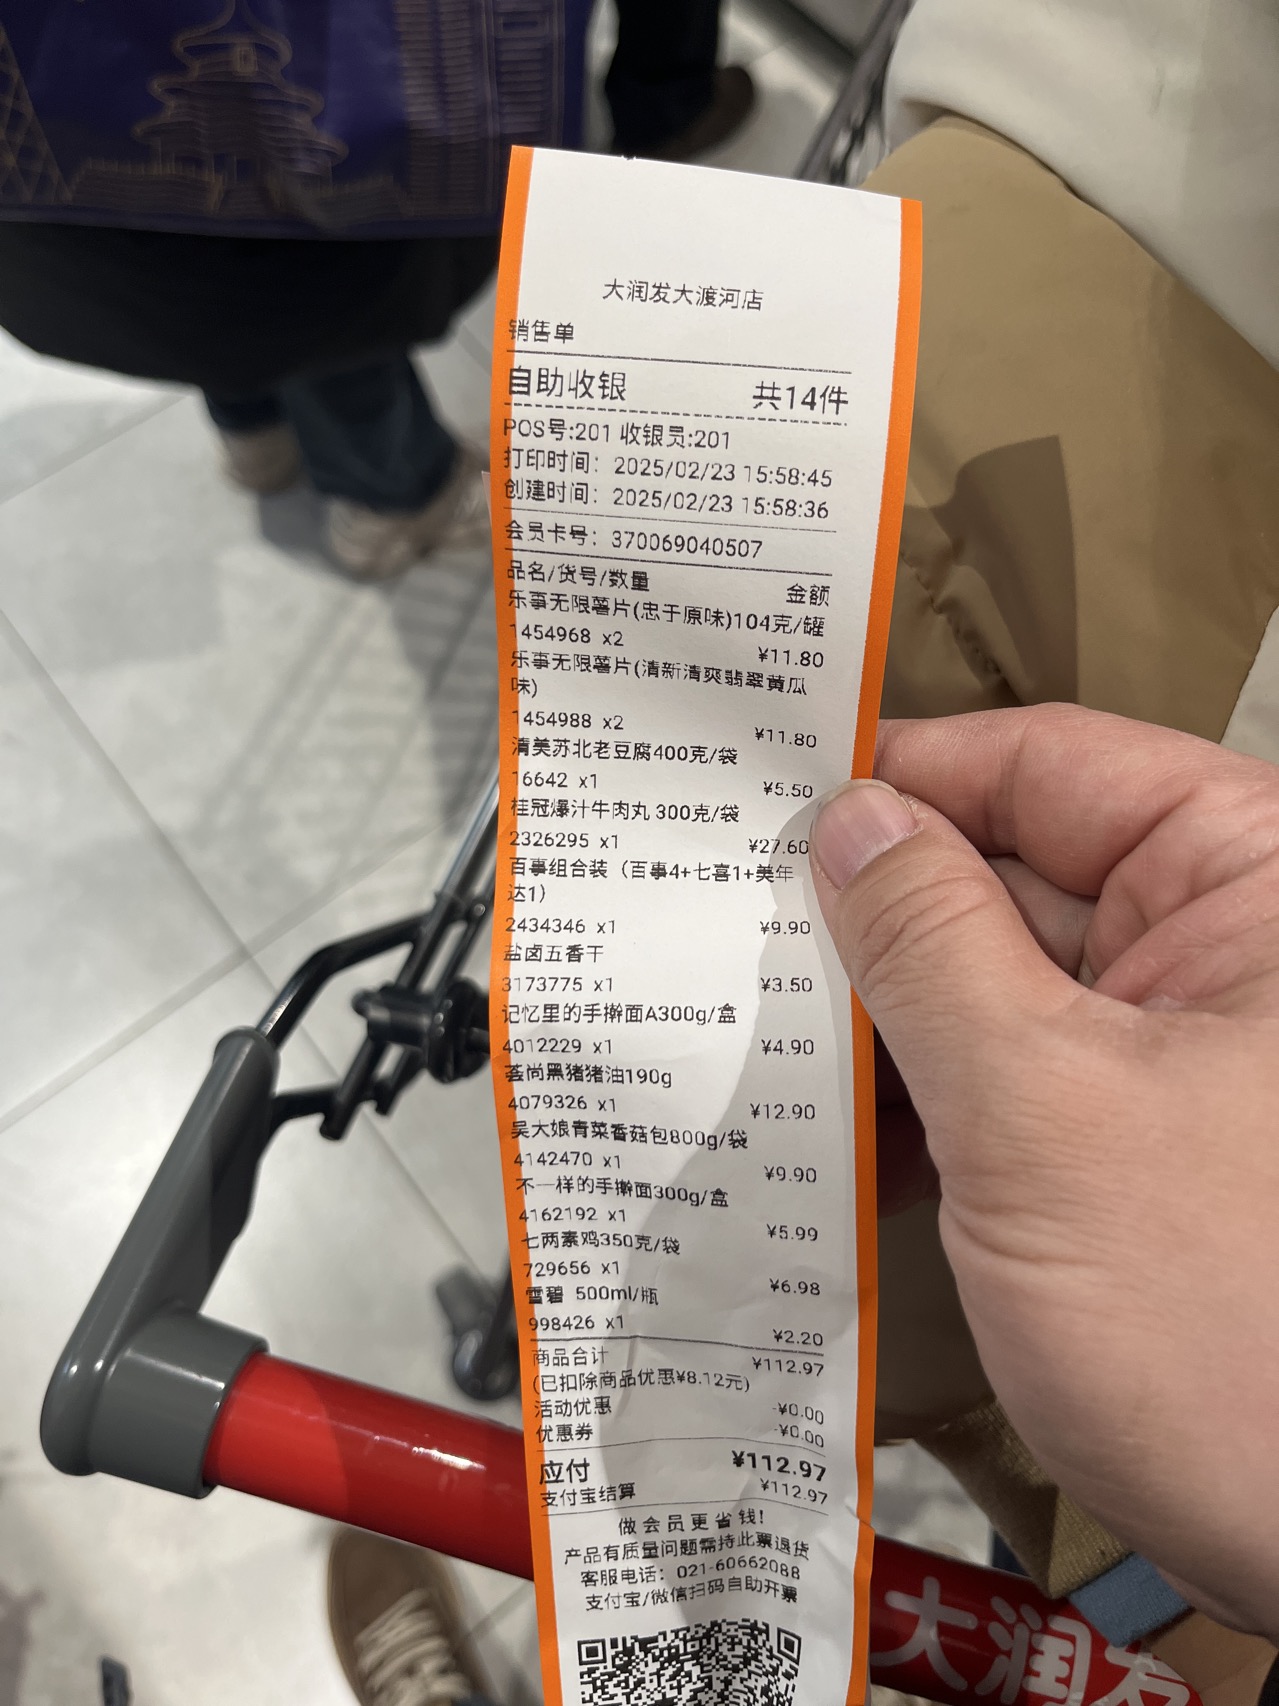 大润发大渡河店
销售单
自助收银 共14件
POS号:201 收银员:201
打印时间：2025/02/23 15:58:45
创建时间：2025/02/23 15:58:36
会员卡号：370069040507
品名/货号/数量 金额
乐事无限薯片(忠于原味)104克/罐
1454968 x2 ¥11.80
乐事无限薯片(清新清爽翡翠黄瓜
味)
1454988 x2 ¥11.80
清美苏北老豆腐400克/袋
16642 x1 ¥5.50
桂冠爆汁牛肉丸 300克/袋
2326295 x1 ¥27.60
百事组合装（百事4+七喜1+美年
达1）
2434346 x1 ¥9.90
盐卤五香干
3173775 x1 ¥3.50
记忆里的手擀面A300g/盒
4012229 x1 ¥4.90
荟尚黑猪猪油190g
4079326 x1 ¥12.90
吴大娘青菜香菇包800g/袋
4142470 x1 ¥9.90
不一样的手擀面300g/盒
4162192 x1 ¥5.99
七两素鸡350克/袋
729656 x1 ¥6.98
雪碧 500ml/瓶
998426 x1 ¥2.20
商品合计 ¥112.97
(已扣除商品优惠¥8.12元)
活动优惠 -¥0.00
优惠券 -¥0.00
应付 ¥112.97
支付宝结算 ¥112.97
做会员更省钱!
产品有质量问题需持此票退货
客服电话：021-60662088
支付宝/微信扫码自助开票
大润发